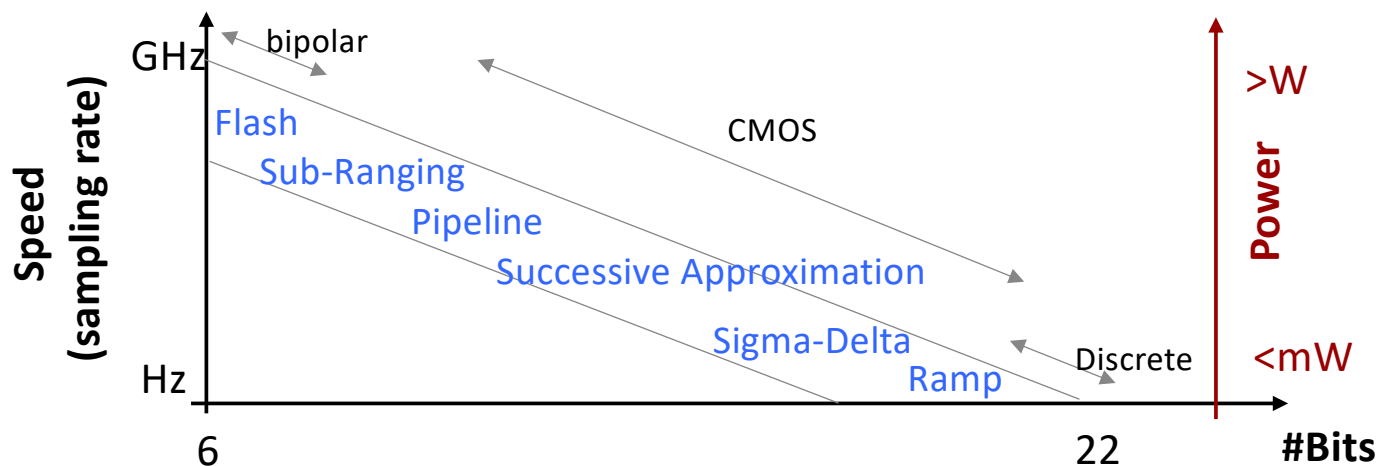 bipolar
GHz
>W
Flash
CMOS
Sub-Ranging
Speed
(sampling rate)
Power
Pipeline
Successive Approximation
Sigma-Delta
Discrete
<mW
Hz
Ramp
6
22
#Bits